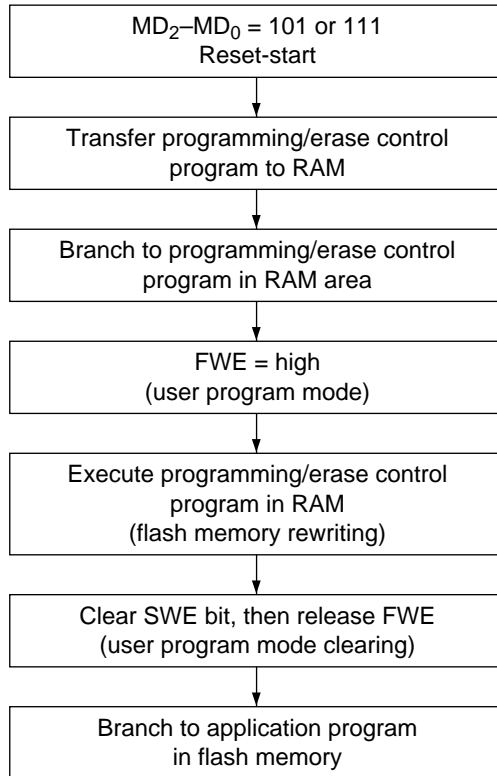 MD₂–MD₀ = 101 or 111
Reset-start
Transfer programming/erase control
program to RAM
Branch to programming/erase control
program in RAM area
FWE = high
(user program mode)
Execute programming/erase control
program in RAM
(flash memory rewriting)
Clear SWE bit, then release FWE
(user program mode clearing)
Branch to application program
in flash memory